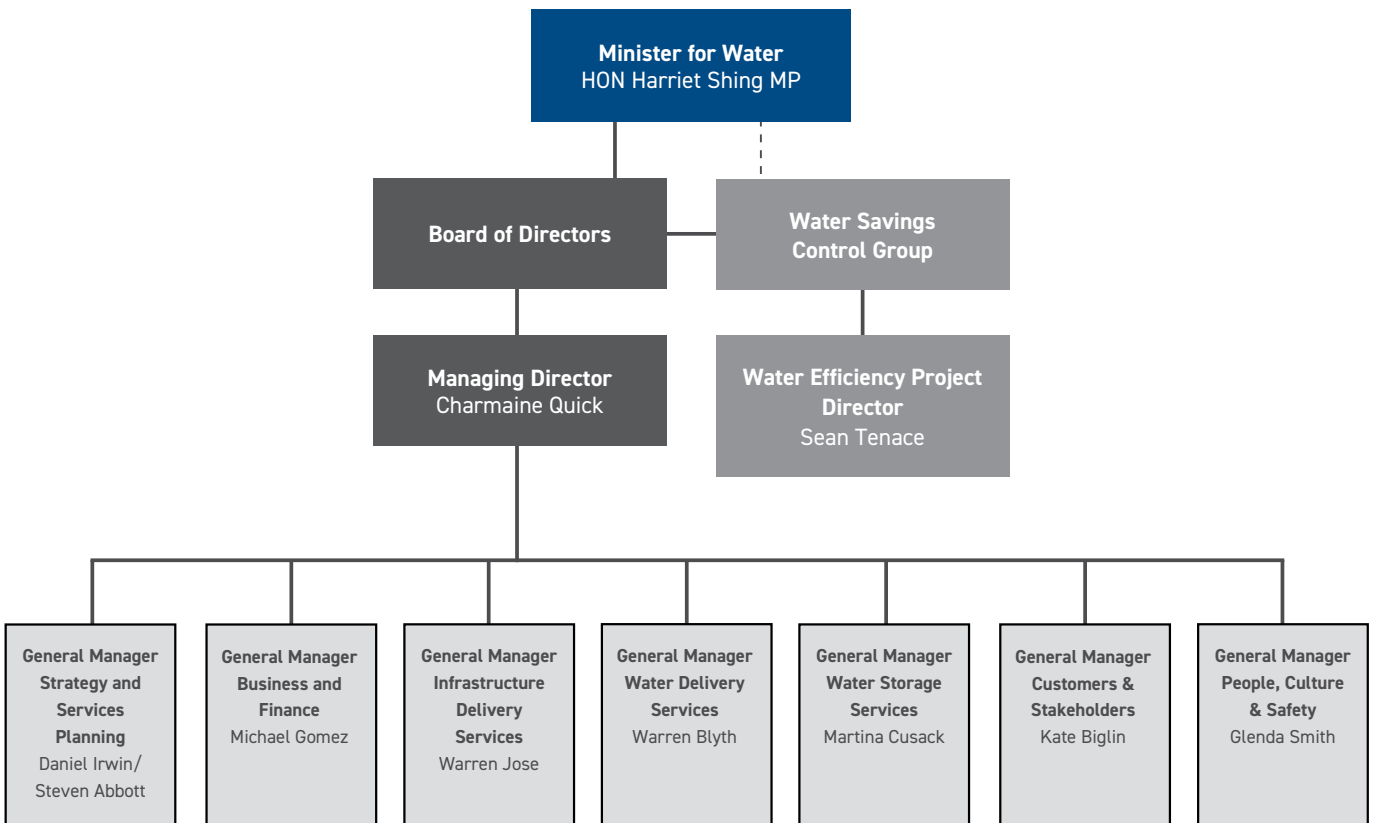 Minister for Water
HON Harriet Shing MP
Board of Directors
Water Savings
Control Group
Managing Director
Charmaine Quick
Water Efficiency Project
Director
Sean Tenace
General Manager
Strategy and
Services
Planning
Daniel Irwin/
Steven Abbott
General Manager
Business and
Finance
Michael Gomez
General Manager
Infrastructure
Delivery
Services
Warren Jose
General Manager
Water Delivery
Services
Warren Blyth
General Manager
Water Storage
Services
Martina Cusack
General Manager
Customers &
Stakeholders
Kate Biglin
General Manager
People, Culture
& Safety
Glenda Smith